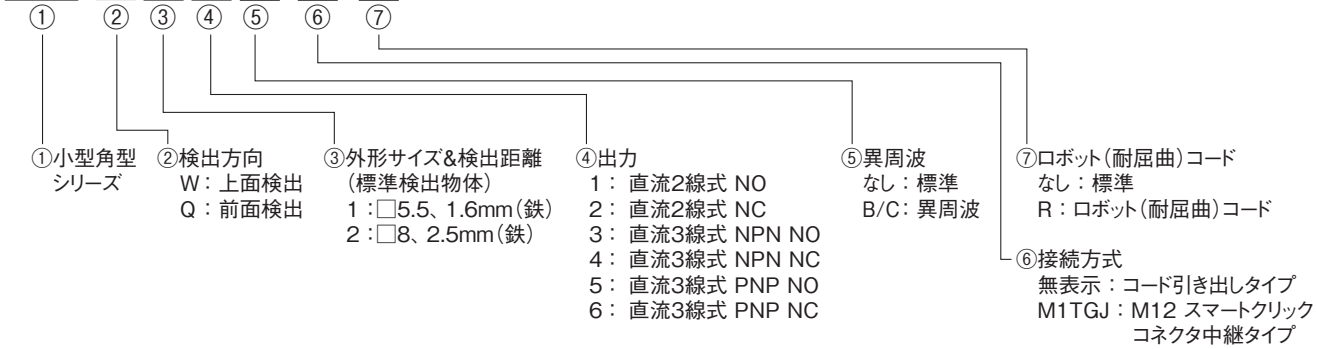 ① ② ③ ④ ⑤ ⑥ ⑦
①小型角型
シリーズ
②検出方向
W：上面検出
Q：前面検出
③外形サイズ&検出距離
（標準検出物体）
1：□5.5、1.6mm（鉄）
2：□8、2.5mm（鉄）
④出力
1： 直流2線式 NO
2： 直流2線式 NC
3： 直流3線式 NPN NO
4： 直流3線式 NPN NC
5： 直流3線式 PNP NO
6： 直流3線式 PNP NC
⑤異周波
なし：標準
B/C：異周波
⑦ロボット（耐屈曲）コード
なし：標準
R：ロボット（耐屈曲）コード
⑥接続方式
無表示：コード引き出しタイプ
M1TGJ：M12 スマートクリック
コネクタ中継タイプ